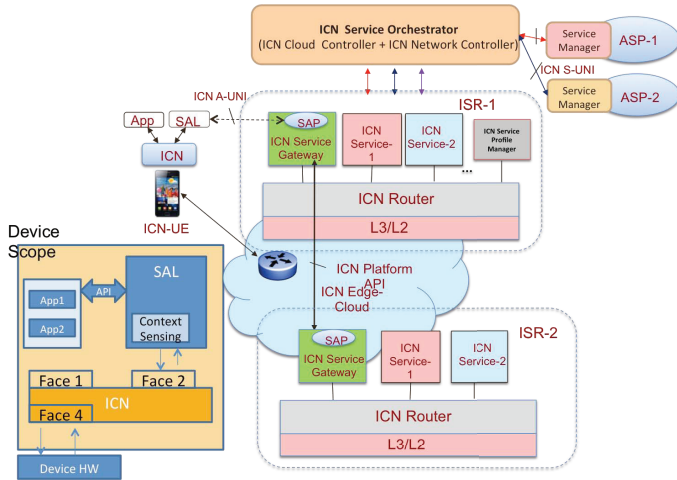 ICN Service Orchestrator
(ICN Cloud Controller + ICN Network Controller)
Service
Manager
ASP-1
ICN S-UNI
Service
Manager
ASP-2
ICN A-UNI
ISR-1
App
SAL
ICN
ICN-UE
SAP
ICN Service
Gateway
ICN
Service-
1
ICN
Service-2
...
ICN Service
Profile
Manager
ICN Router
L3/L2
ICN Platform
API
ICN Edge-
Cloud
Device
Scope
App1
App2
API
SAL
Context
Sensing
Face 1
Face 2
ICN
Face 4
Device HW
ISR-2
SAP
ICN Service
Gateway
ICN
Service-
1
ICN
Service-2
ICN Router
L3/L2